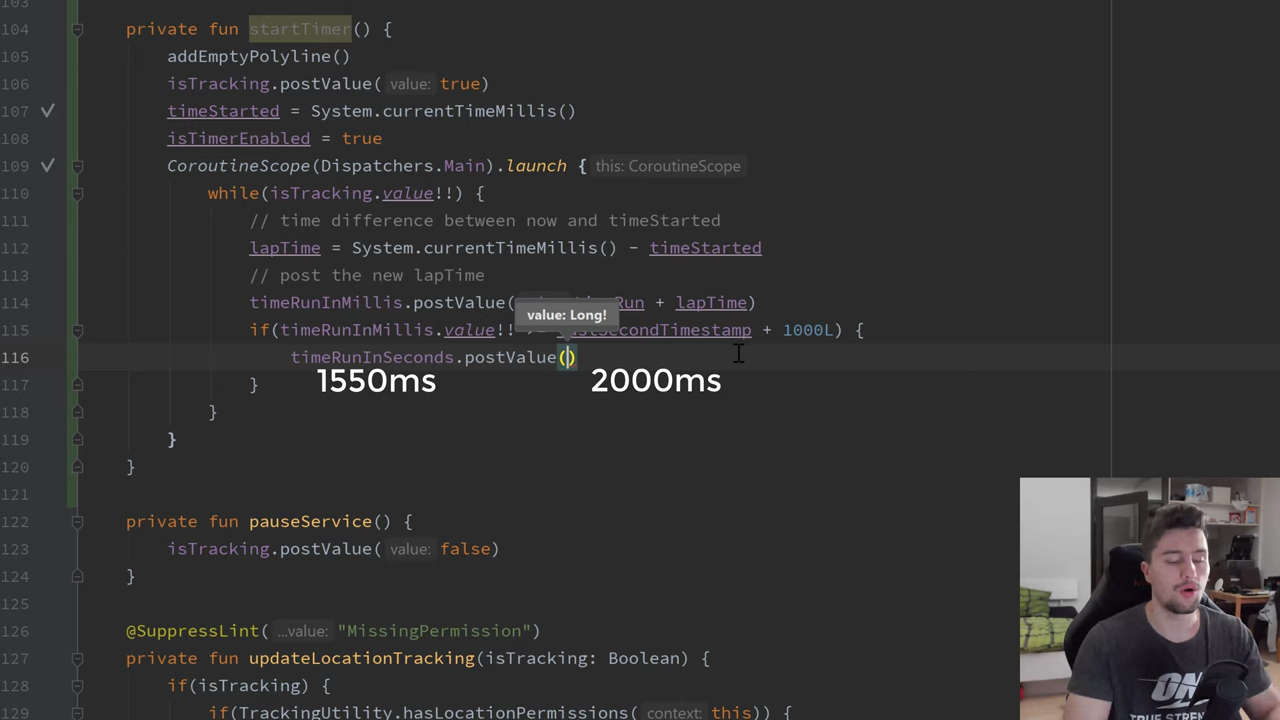 103
104 private fun startTimer() {
105 addEmptyPolyline()
106 isTracking.postValue( value: true)
107 timeStarted = System.currentTimeMillis()
108 isTimerEnabled = true
109 CoroutineScope(Dispatchers.Main).launch { this: CoroutineScope
110 while(isTracking.value!!) {
111 // time difference between now and timeStarted
112 lapTime = System.currentTimeMillis() - timeStarted
113 // post the new lapTime
114 timeRunInMillis.postValue( Run + lapTime)
value: Long!
115 if(timeRunInMillis.value!! SecondTimestamp + 1000L) {
116 timeRunInSeconds.postValue()
1550ms 2000ms
117 }
118 }
119 }
120 }
121
122 private fun pauseService() {
123 isTracking.postValue( value: false)
124 }
125
126 @SuppressLint( ...value: "MissingPermission")
127 private fun updateLocationTracking(isTracking: Boolean) {
128 if(isTracking) {
129 if(TrackingUtility.hasLocationPermissions( context: this)) {
ON
TRUE STREN